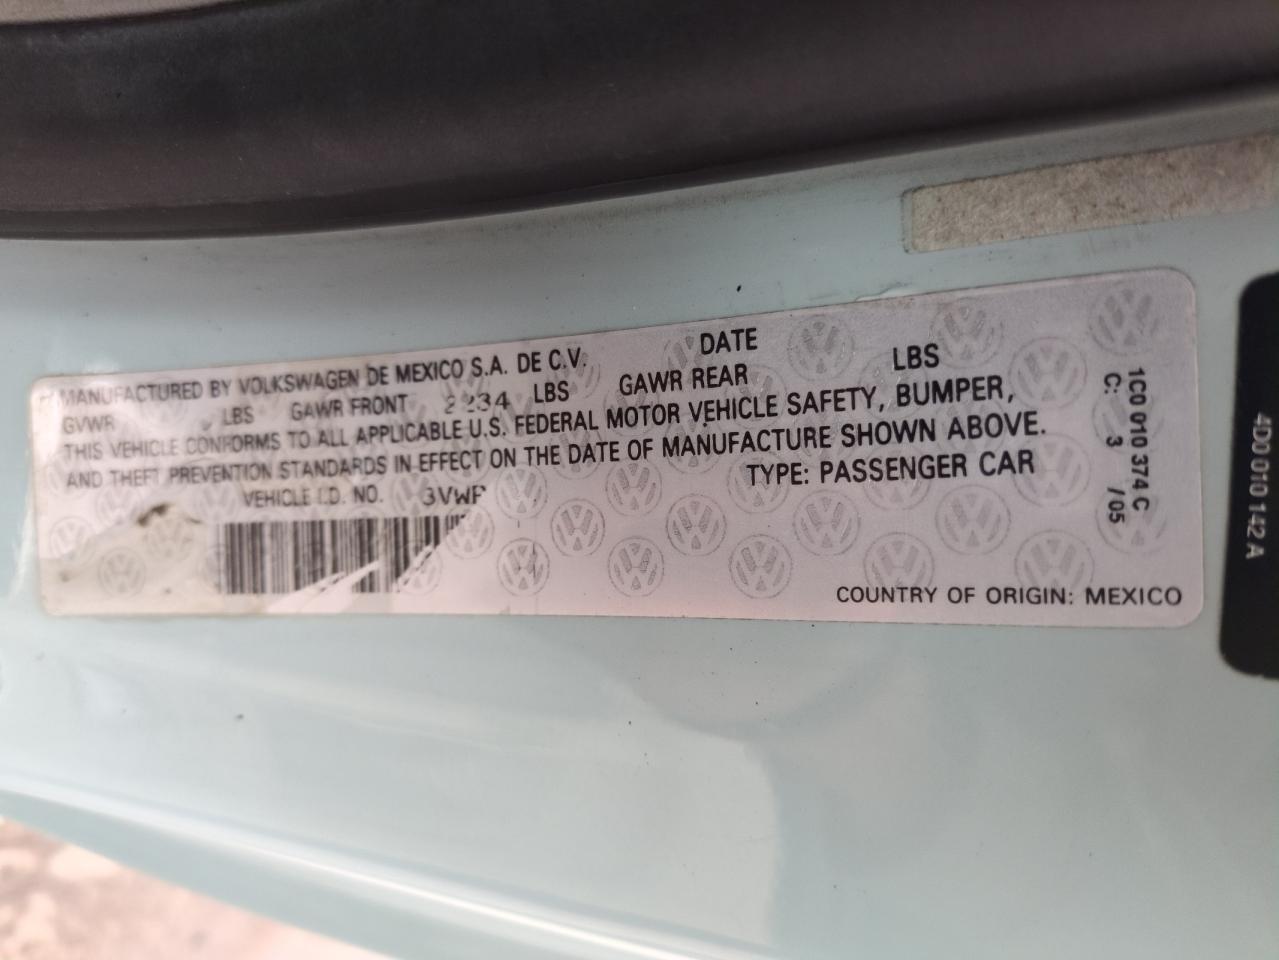 MANUFACTURED BY VOLKSWAGEN DE MEXICO S.A. DE C.V. DATE
GVWR LBS GAWR FRONT 2234 LBS GAWR REAR LBS
THIS VEHICLE CONFORMS TO ALL APPLICABLE U.S. FEDERAL MOTOR VEHICLE SAFETY, BUMPER,
AND THEFT PREVENTION STANDARDS IN EFFECT ON THE DATE OF MANUFACTURE SHOWN ABOVE.
VEHICLE I.D. NO. 3VWF TYPE: PASSENGER CAR
COUNTRY OF ORIGIN: MEXICO
1C0 010 374 C
C: 3 /05
4D0 010 142 A